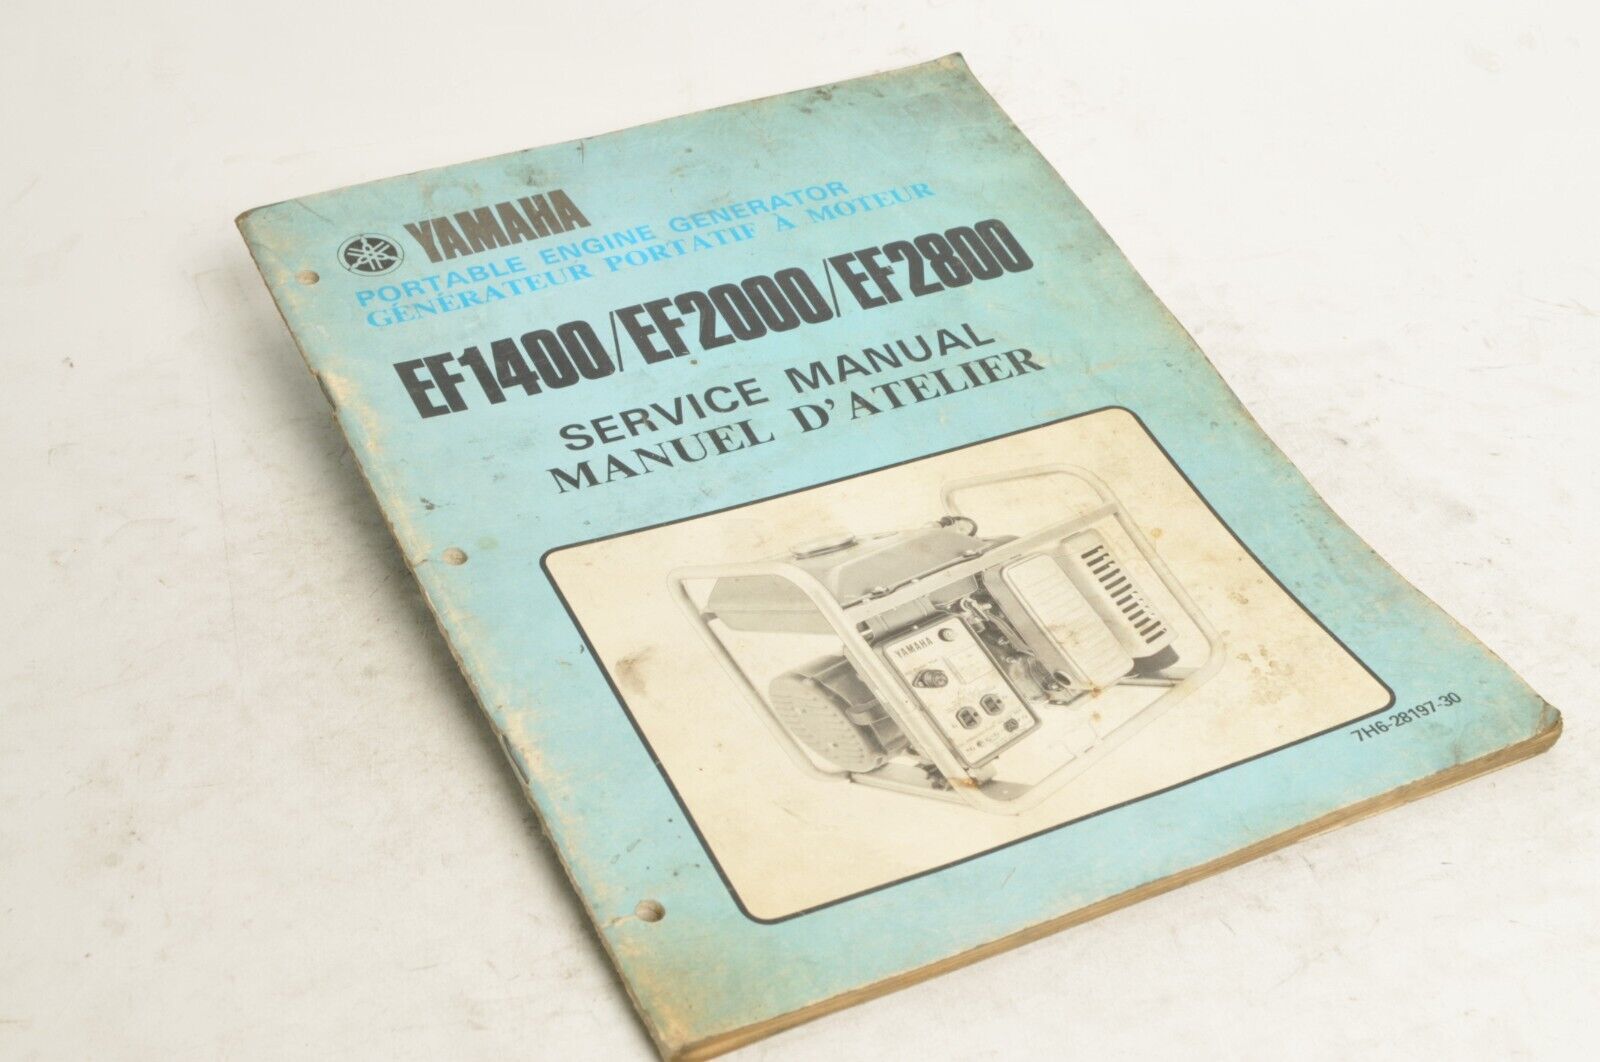 YAMAHA
PORTABLE ENGINE GENERATOR
GÉNÉRATEUR PORTATIF À MOTEUR
EF1400/EF2000/EF2800
SERVICE MANUAL
MANUEL D'ATELIER
YAMAHA
7H6-28197-30